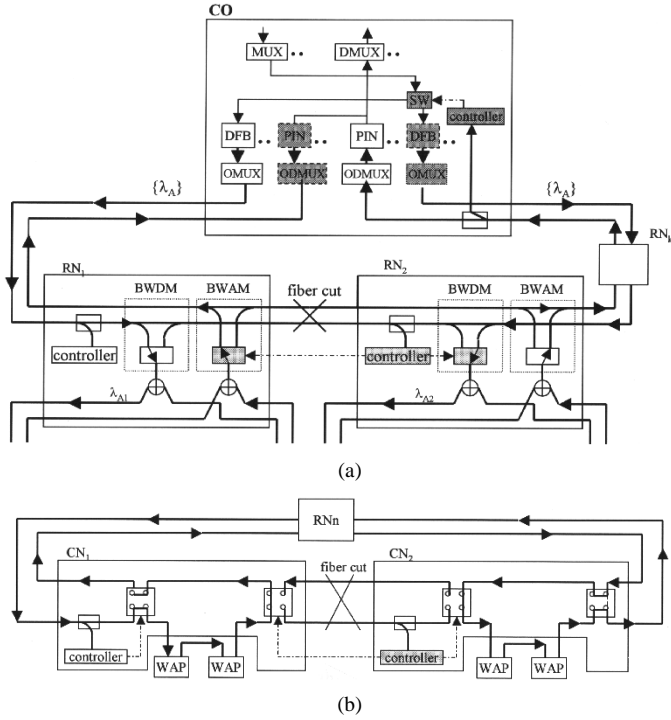 CO
MUX
DMUX
SW
controller
DFB
PIN
PIN
DFB
OMUX
ODMUX
ODMUX
OMUX
{λA}
{λA}
RN1
BWDM
BWAM
fiber cut
RN2
BWDM
BWAM
controller
controller
λA1
λA2
(a)
RNn
CN1
fiber cut
CN2
controller
WAP
WAP
controller
WAP
WAP
(b)